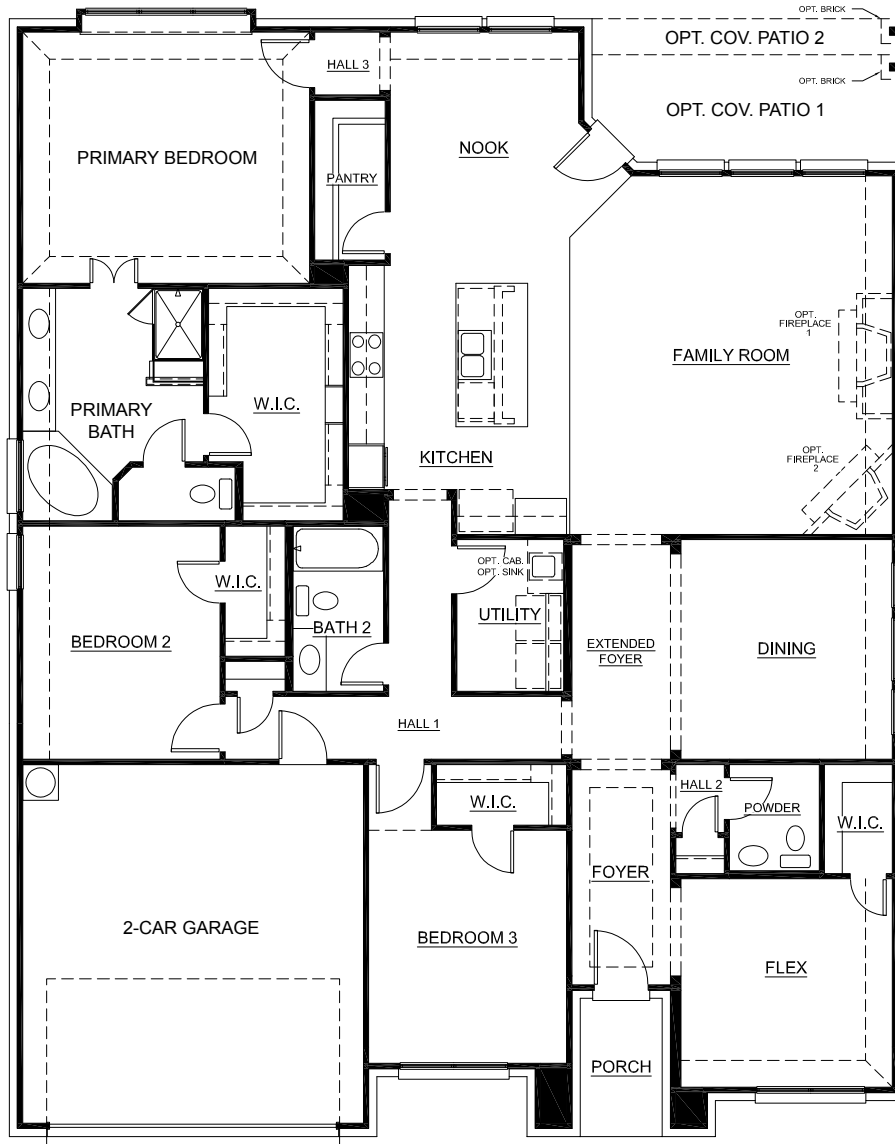 OPT. BRICK
OPT. COV. PATIO 2
OPT. BRICK
OPT. COV. PATIO 1
HALL 3
PRIMARY BEDROOM
NOOK
PANTRY
OPT.
FIREPLACE
1
FAMILY ROOM
W.I.C.
PRIMARY
BATH
KITCHEN
OPT.
FIREPLACE
2
OPT. CAB.
OPT. SINK
W.I.C.
BEDROOM 2
BATH 2
UTILITY
EXTENDED
FOYER
DINING
HALL 1
HALL 2
POWDER
W.I.C.
W.I.C.
FOYER
2-CAR GARAGE
BEDROOM 3
FLEX
PORCH